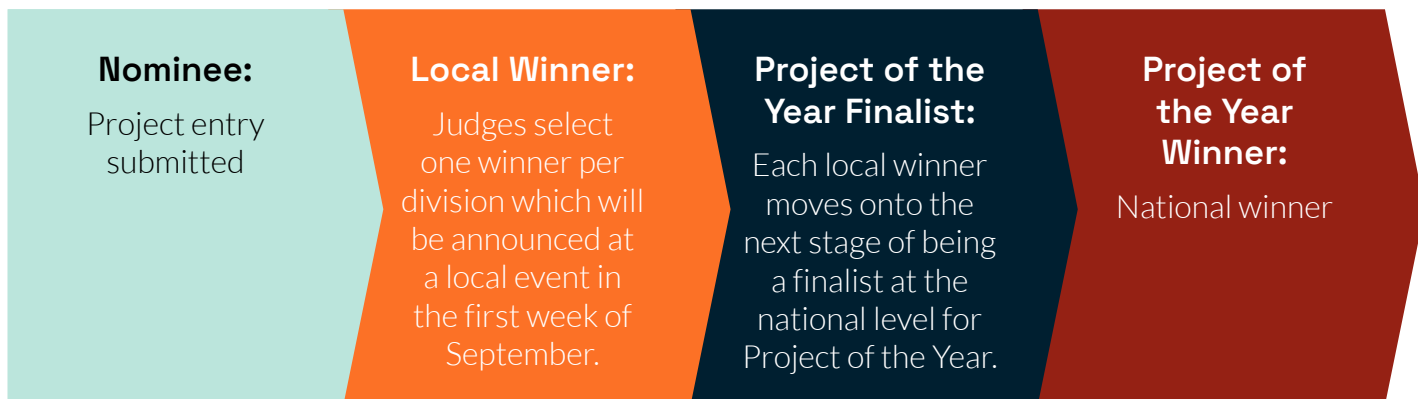 Nominee:
Project entry
submitted
Local Winner:
Judges select
one winner per
division which will
be announced at
a local event in
the first week of
September.
Project of the
Year Finalist:
Each local winner
moves onto the
next stage of being
a finalist at the
national level for
Project of the Year.
Project of
the Year
Winner:
National winner